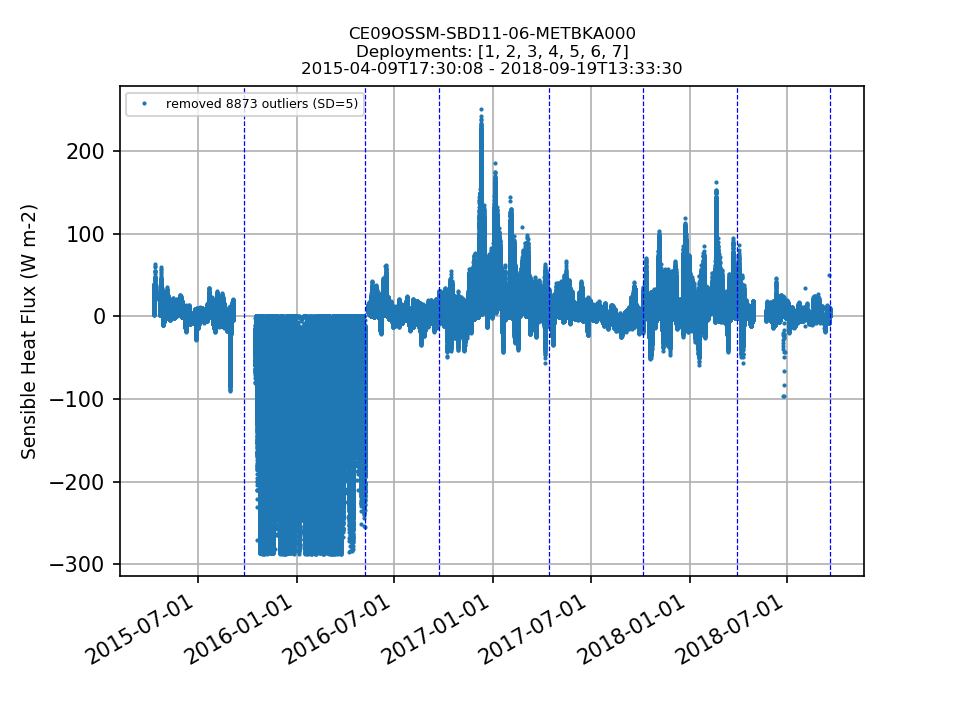 CE09OSSM-SBD11-06-METBKA000
Deployments: [1, 2, 3, 4, 5, 6, 7]
2015-04-09T17:30:08 - 2018-09-19T13:33:30
removed 8873 outliers (SD=5)
Sensible Heat Flux (W m-2)
200
100
0
−100
−200
−300
2015-07-01
2016-01-01
2016-07-01
2017-01-01
2017-07-01
2018-01-01
2018-07-01